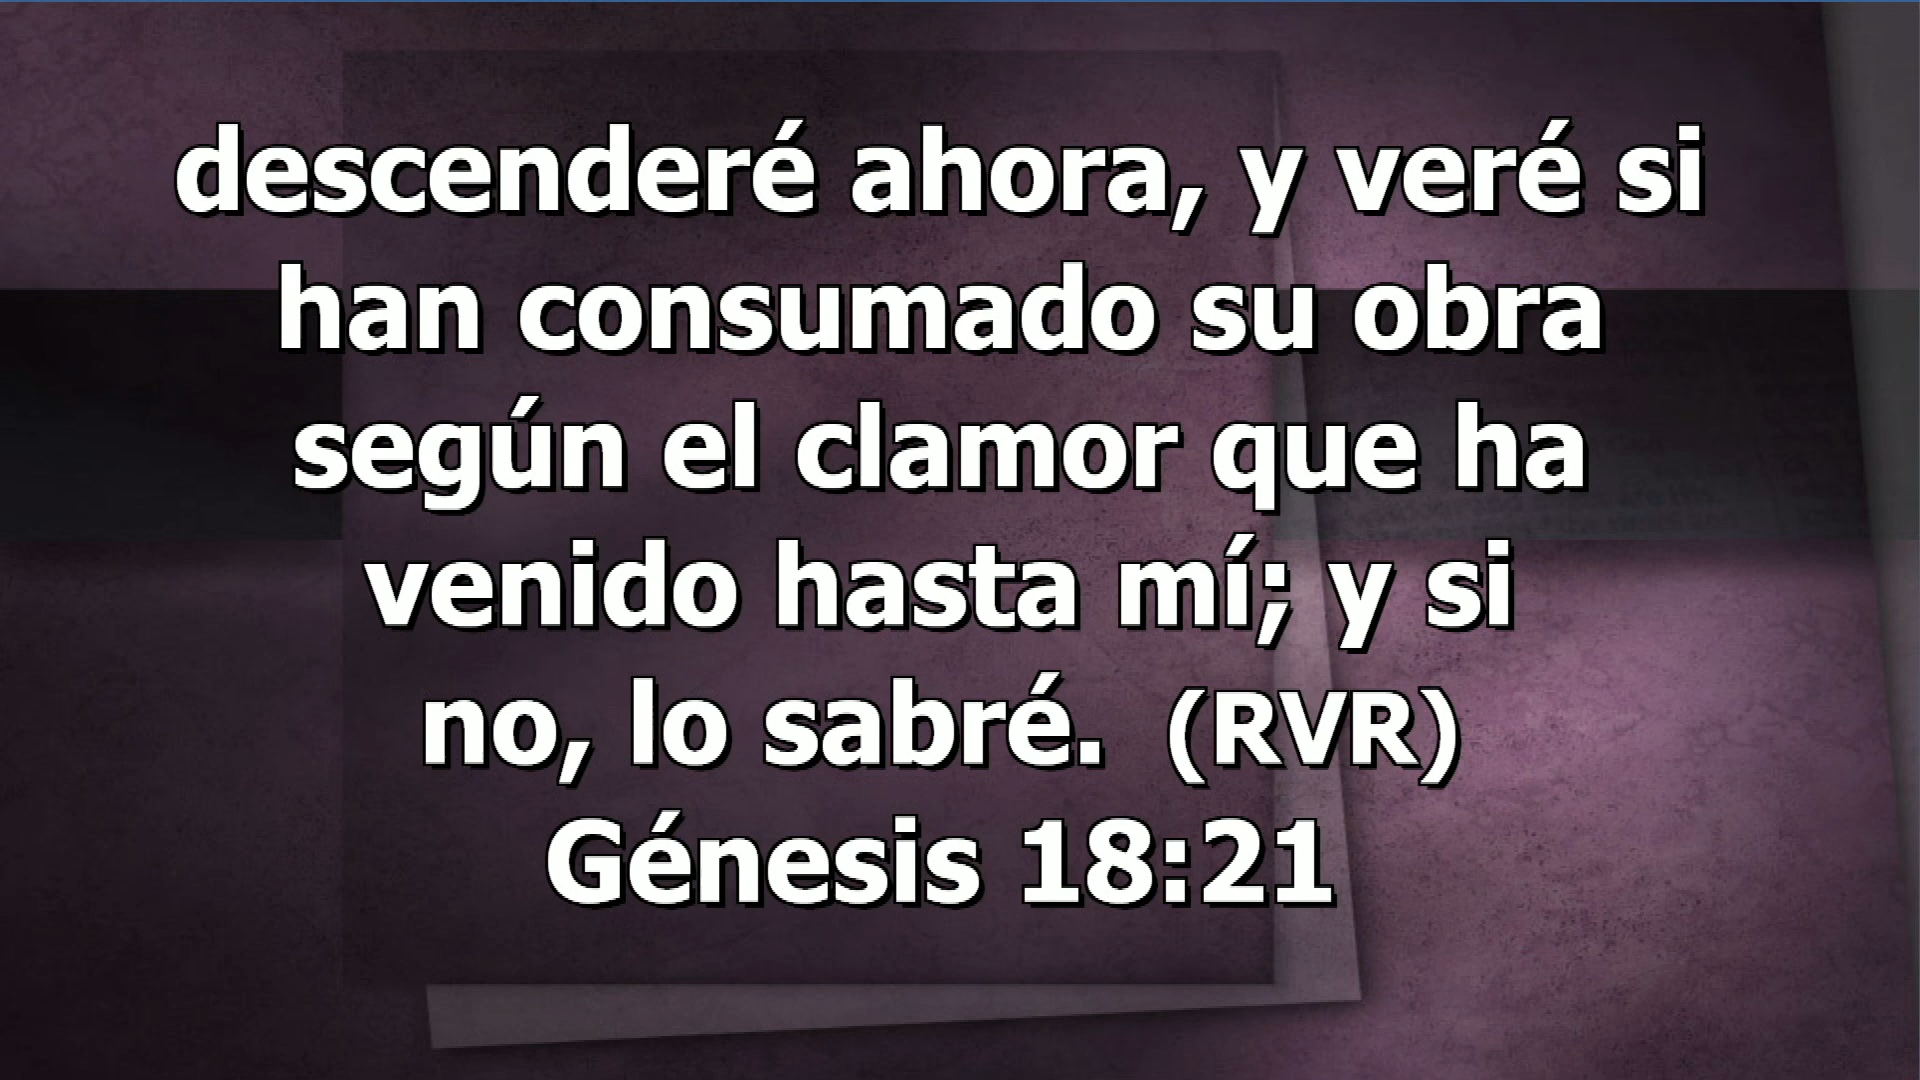 descenderé ahora, y veré si
han consumado su obra
según el clamor que ha
venido hasta mí; y si
no, lo sabré.  (RVR)
Génesis 18:21